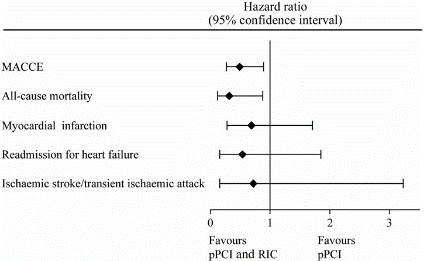 Hazard ratio
(95% confidence interval)
MACCE
All-cause mortality
Myocardial infarction
Readmission for heart failure
Ischaemic stroke/transient ischaemic attack
0 1 2 3
Favours Favours
pPCI and RIC pPCI